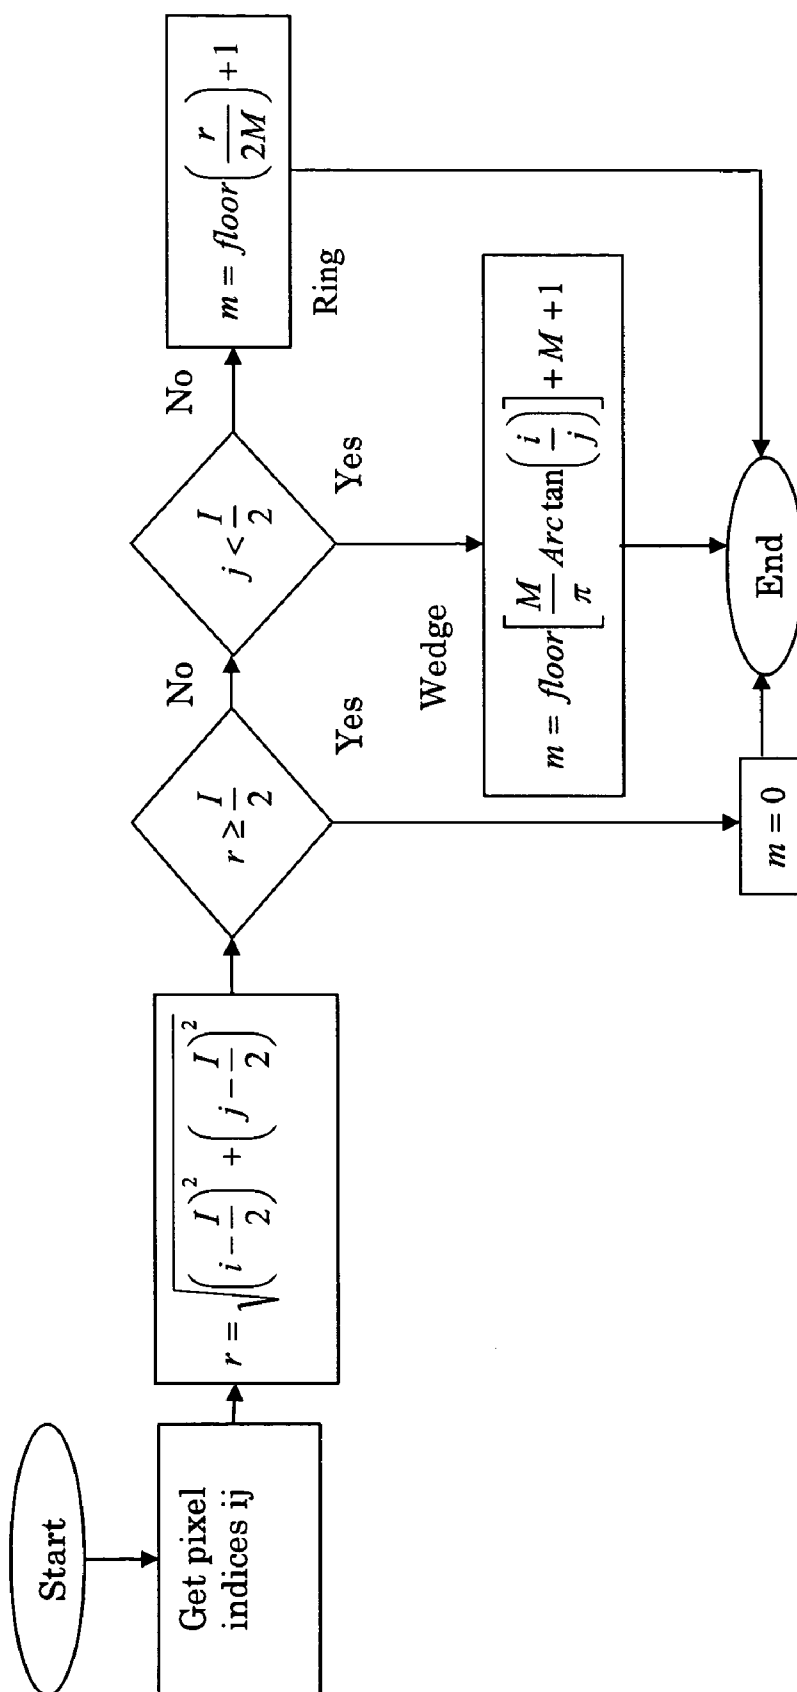 Start
Get pixel
indices ij
r = √((i − I/2)² + (j − I/2)²)
r ≥ I/2
No
Yes
j < I/2
No
Yes
m = floor(r/2M) + 1
Ring
Wedge
m = floor[M/π Arc tan(i/j)] + M + 1
m = 0
End